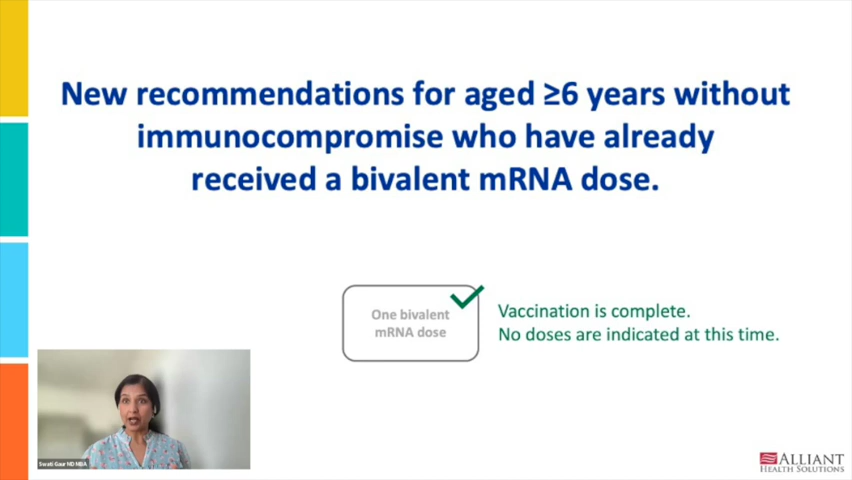 New recommendations for aged ≥6 years without
immunocompromise who have already
received a bivalent mRNA dose.
One bivalent
mRNA dose
Vaccination is complete.
No doses are indicated at this time.
Swati Gaur MD MBA
ALLIANT
HEALTH SOLUTIONS